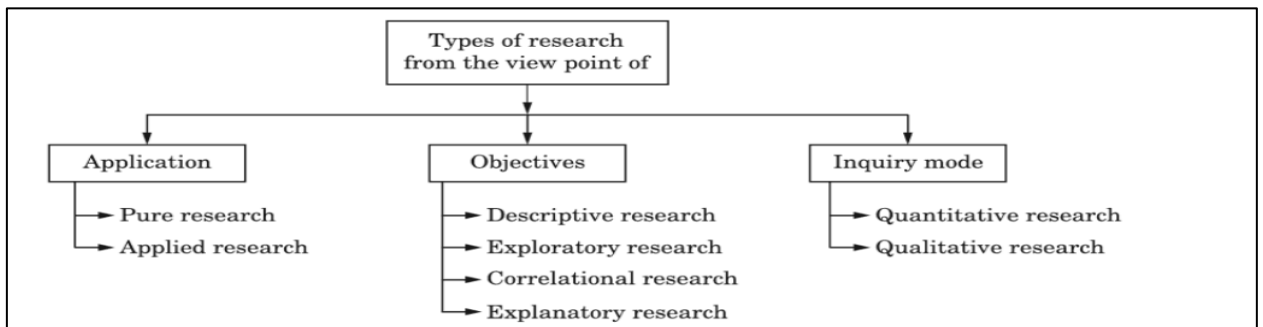 Types of research
from the view point of
Application
Objectives
Inquiry mode
Pure research
Applied research
Descriptive research
Exploratory research
Correlational research
Explanatory research
Quantitative research
Qualitative research